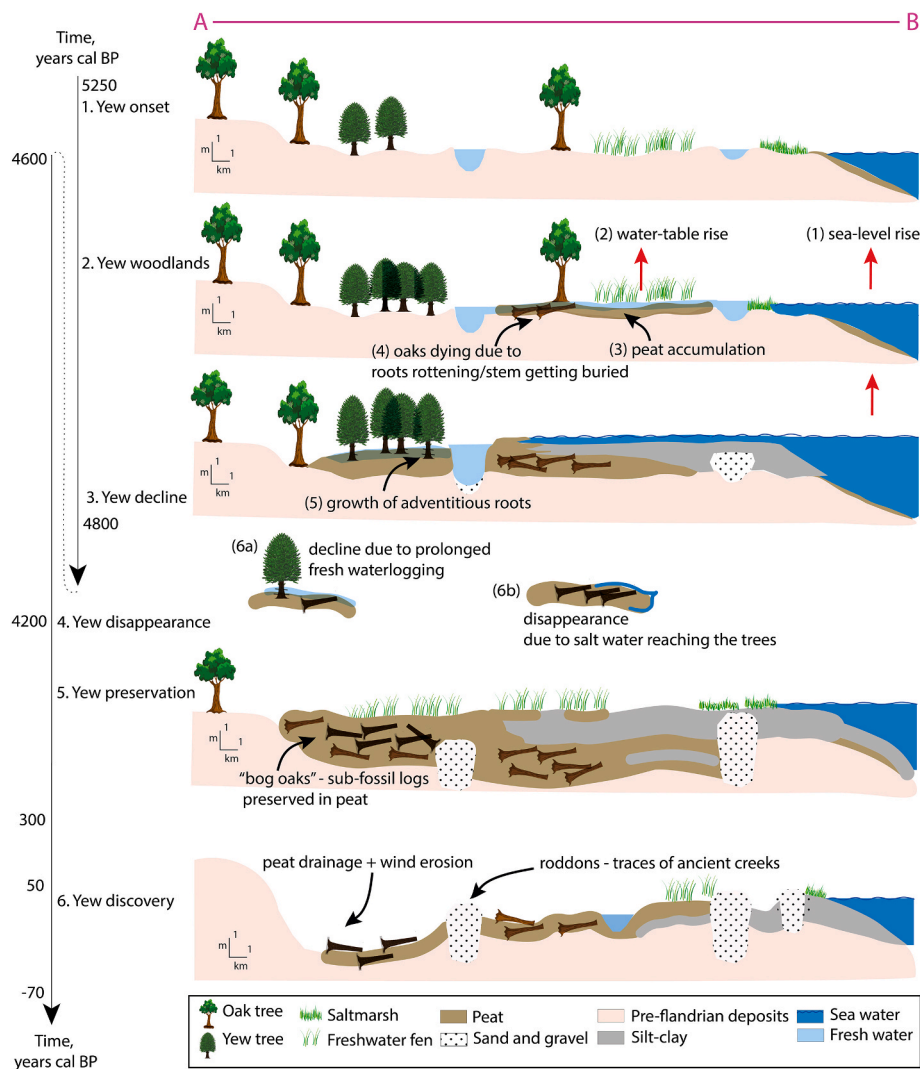 A
B
Time,
years cal BP
5250
1. Yew onset
4600
m 1
1
km
2. Yew woodlands
(2) water-table rise
(1) sea-level rise
m 1
1
km
(4) oaks dying due to
roots rottening/stem getting buried
(3) peat accumulation
m 1
1
km
3. Yew decline
4800
(5) growth of adventitious roots
(6a)
decline due to prolonged
fresh waterlogging
(6b)
disappearance
due to salt water reaching the trees
4200
4. Yew disappearance
5. Yew preservation
m 1
1
km
"bog oaks" - sub-fossil logs
preserved in peat
300
peat drainage + wind erosion
roddons - traces of ancient creeks
50
6. Yew discovery
m 1
1
km
-70
Time,
years cal BP
Oak tree
Saltmarsh
Peat
Pre-flandrian deposits
Sea water
Yew tree
Freshwater fen
Sand and gravel
Silt-clay
Fresh water